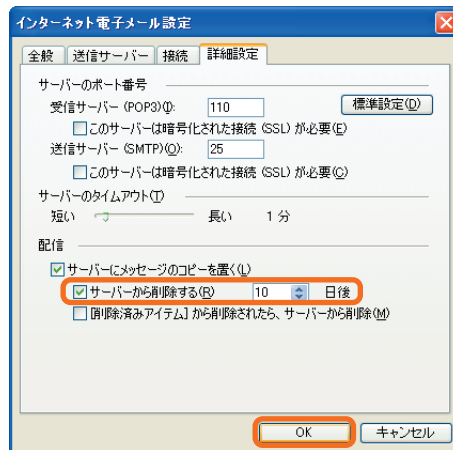 インターネット電子メール設定
全般 送信サーバー 接続 詳細設定
サーバーのポート番号
受信サーバー (POP3)(I): 110 標準設定(D)
このサーバーは暗号化された接続 (SSL) が必要(E)
送信サーバー (SMTP)(O): 25
このサーバーは暗号化された接続 (SSL) が必要(C)
サーバーのタイムアウト(T)
短い 長い 1 分
配信
サーバーにメッセージのコピーを置く(L)
サーバーから削除する(R) 10 日後
[削除済みアイテム] から削除されたら、サーバーから削除(M)
OK キャンセル